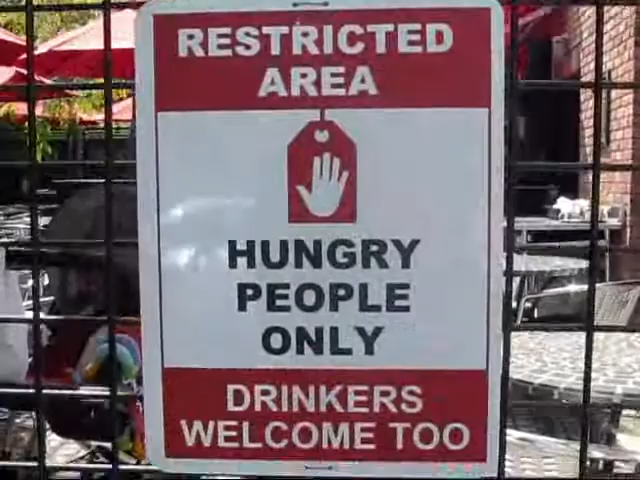 RESTRICTED
AREA
HUNGRY
PEOPLE
ONLY
DRINKERS
WELCOME TOO